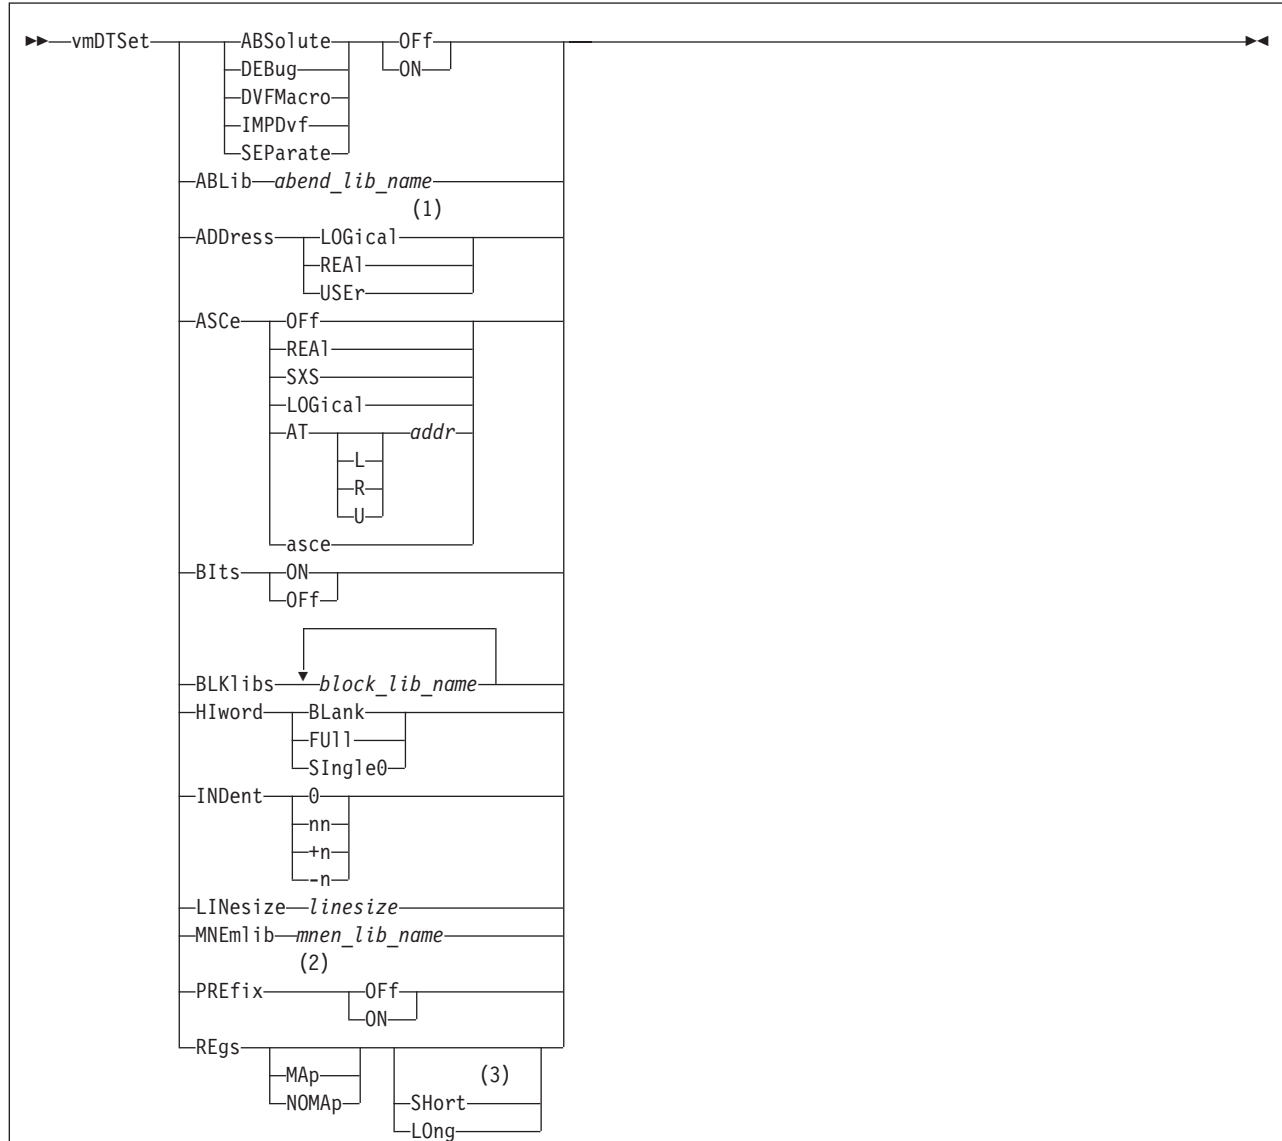 vmDTSet ABSolute OFf
DEBug ON
DVFMacro
IMPDvf
SEParate
ABLib abend_lib_name
(1)
ADDress LOGical
REAl
USEr
ASCe OFf
REAl
SXS
LOGical
AT addr
L
R
U
asce
BIts ON
OFf
BLKlibs block_lib_name
HIword BLank
FUll
SIngle0
INDent 0
nn
+n
-n
LINesize linesize
MNEmlib mnen_lib_name
(2)
PREfix OFf
ON
REgs
MAp (3)
NOMAp SHort
LOng